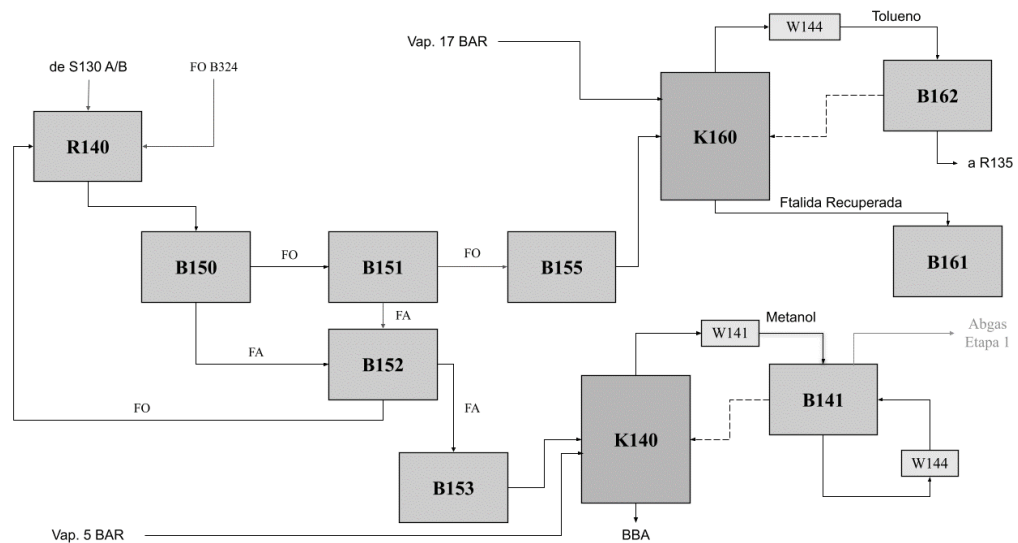 W144
Tolueno
Vap. 17 BAR
de S130 A/B
FO B324
B162
R140
K160
a R135
Ftalida Recuperada
B150
FO
B151
FO
B155
B161
FA
Metanol
Abgas
Etapa 1
W141
FA
B152
B141
FO
FA
K140
W144
B153
Vap. 5 BAR
BBA